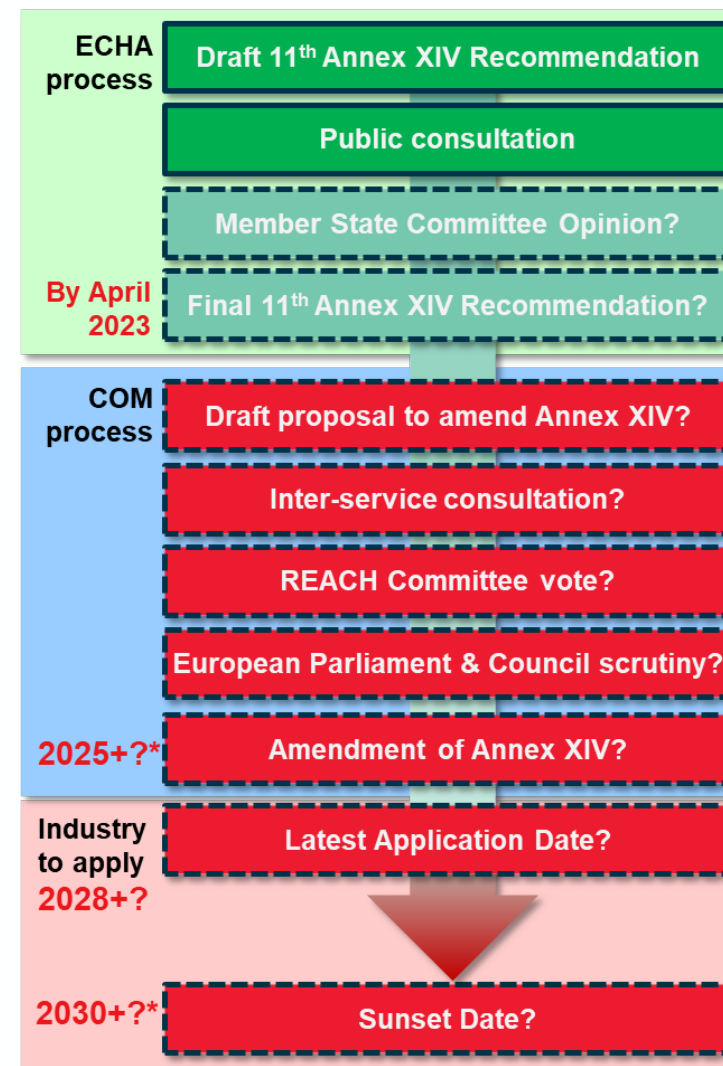 ECHA
process
Draft 11th Annex XIV Recommendation
Public consultation
Member State Committee Opinion?
By April
2023
Final 11th Annex XIV Recommendation?
COM
process
Draft proposal to amend Annex XIV?
Inter-service consultation?
REACH Committee vote?
European Parliament & Council scrutiny?
2025+?*
Amendment of Annex XIV?
Industry
to apply
2028+?
Latest Application Date?
2030+?*
Sunset Date?